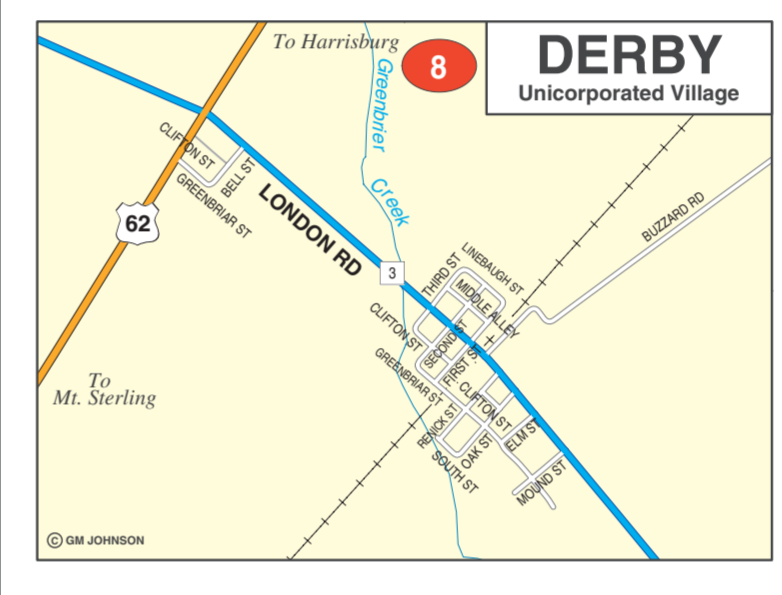 To Harrisburg
8
DERBY
Unicorporated Village
Greenbrier
Creek
CLIFTON ST
BELL ST
GREENBRIAR ST
62
LONDON RD
3
BUZZARD RD
LINEBAUGH ST
THIRD ST
MIDDLE ALLEY
CLIFTON ST
SECOND ST
FIRST ST
GREENBRIAR ST
CLIFTON ST
RENICK ST
ELM ST
OAK ST
SOUTH ST
MOUND ST
To
Mt. Sterling
© GM JOHNSON